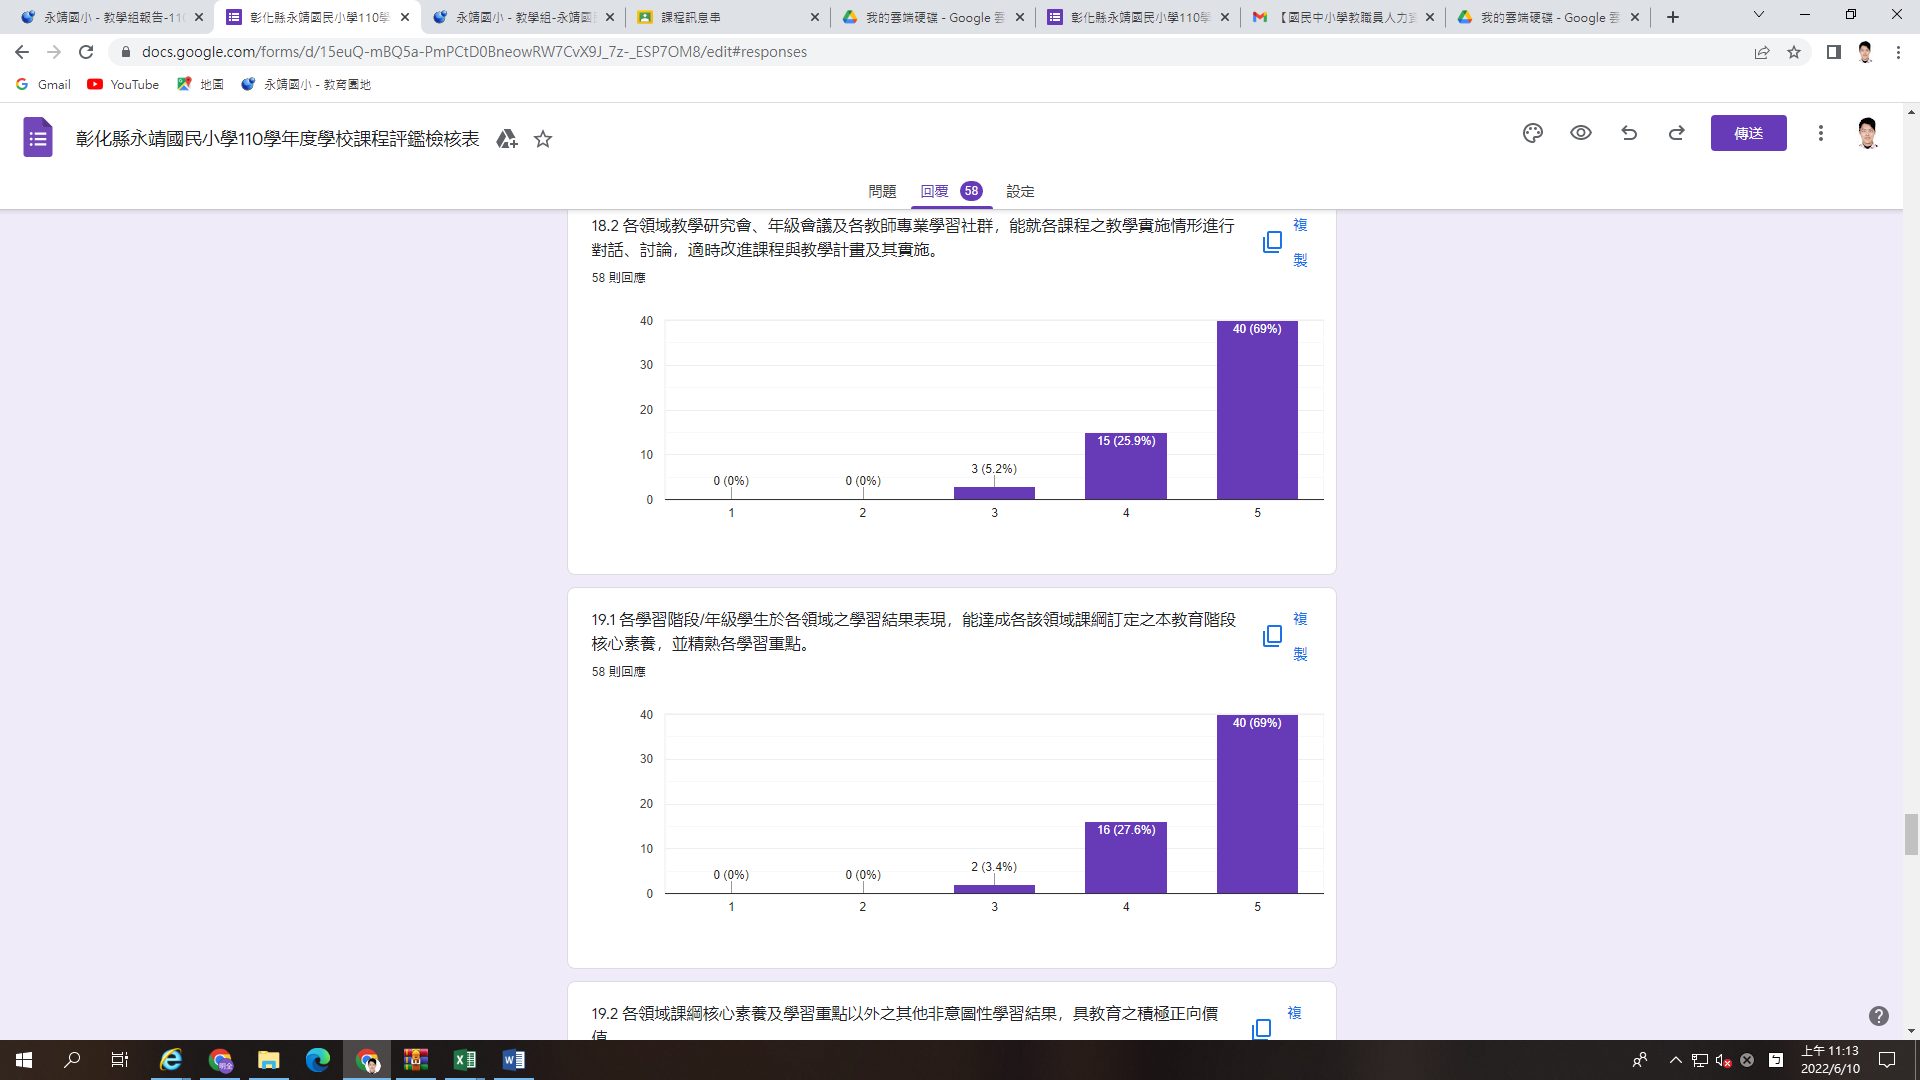 永靖國小 - 教學組報告-110
彰化縣永靖國民小學110學
永靖國小 - 教學組-永靖國
課程訊息串
我的雲端硬碟 - Google 雲
彰化縣永靖國民小學110學
【國民中小學教職員人力資
我的雲端硬碟 - Google 雲
docs.google.com/forms/d/15euQ-mBQ5a-PmPCtD0BneowRW7CvX9J_7z-_ESP7OM8/edit#responses
Gmail YouTube 地圖 永靖國小 - 教育園地
彰化縣永靖國民小學110學年度學校課程評鑑檢核表
傳送
問題 回覆 58 設定
18.2 各領域教學研究會、年級會議及各教師專業學習社群，能就各課程之教學實施情形進行
對話、討論，適時改進課程與教學計畫及其實施。
複
製
58 則回應
40
30
20
10
0
0 (0%) 0 (0%) 3 (5.2%) 15 (25.9%) 40 (69%)
1 2 3 4 5
19.1 各學習階段/年級學生於各領域之學習結果表現，能達成各該領域課綱訂定之本教育階段
核心素養，並精熟各學習重點。
複
製
58 則回應
40
30
20
10
0
0 (0%) 0 (0%) 2 (3.4%) 16 (27.6%) 40 (69%)
1 2 3 4 5
19.2 各領域課綱核心素養及學習重點以外之其他非意圖性學習結果，具教育之積極正向價
值
複
上午 11:13
2022/6/10